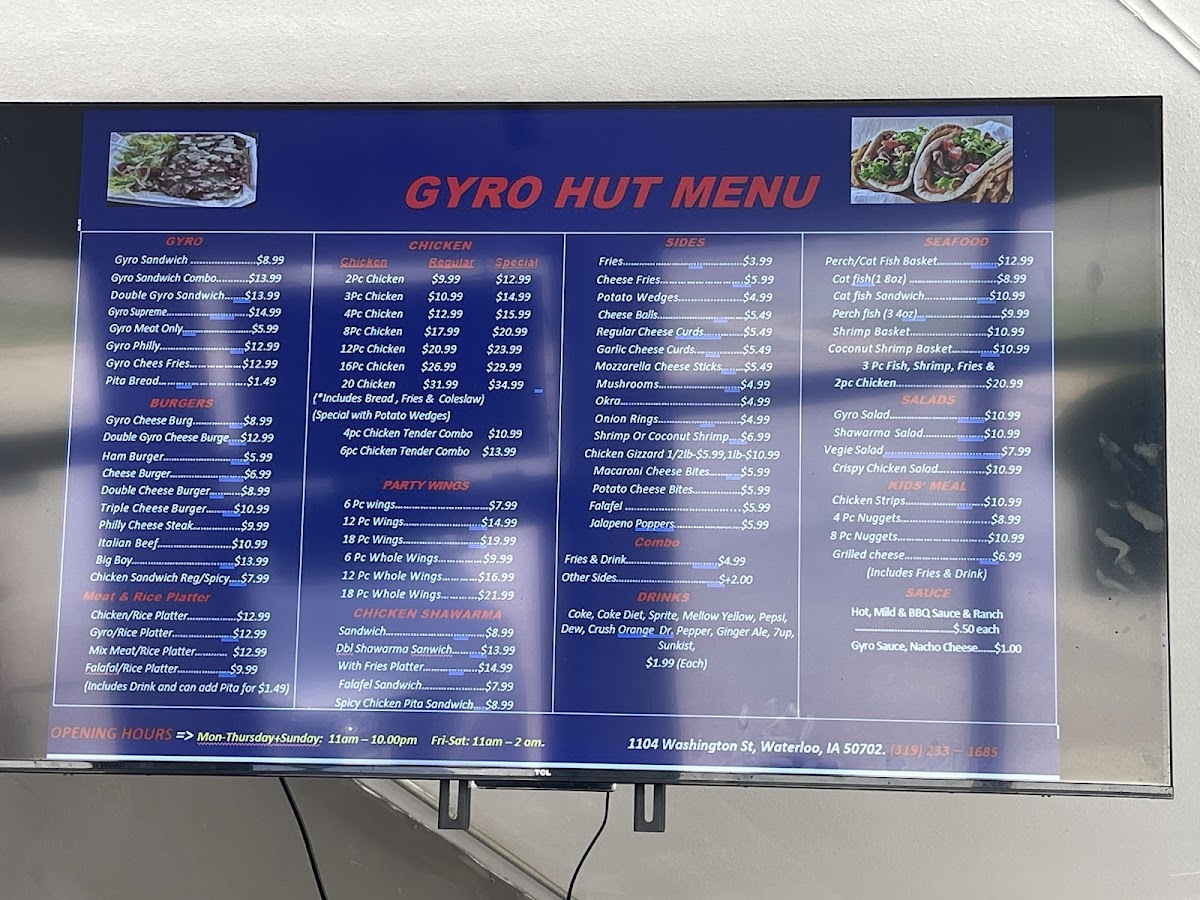 GYRO HUT MENU
GYRO
Gyro Sandwich ........................$8.99
Gyro Sandwich Combo..............$13.99
Double Gyro Sandwich.......$13.99
Gyro Supreme.........................$14.99
Gyro Meat Only......................$5.99
Gyro Philly.........................$12.99
Gyro Chees Fries...................$12.99
Pita Bread............................$1.49
BURGERS
Gyro Cheese Burg.................$8.99
Double Gyro Cheese Burge...$12.99
Ham Burger.........................$5.99
Cheese Burger......................$6.99
Double Cheese Burger...........$8.99
Triple Cheese Burger............$10.99
Philly Cheese Steak..............$9.99
Italian Beef........................$10.99
Big Boy..............................$13.99
Chicken Sandwich Reg/Spicy....$7.99
Meat & Rice Platter
Chicken/Rice Platter.............$12.99
Gyro/Rice Platter.................$12.99
Mix Meat/Rice Platter........... $12.99
Falafal/Rice Platter...............$9.99
(Includes Drink and can add Pita for $1.49)
CHICKEN
Chicken Regular Special
2Pc Chicken $9.99 $12.99
3Pc Chicken $10.99 $14.99
4Pc Chicken $12.99 $15.99
8Pc Chicken $17.99 $20.99
12Pc Chicken $20.99 $23.99
16Pc Chicken $26.99 $29.99
20 Chicken $31.99 $34.99
(*Includes Bread , Fries & Coleslaw)
(Special with Potato Wedges)
4pc Chicken Tender Combo $10.99
6pc Chicken Tender Combo $13.99
PARTY WINGS
6 Pc wings..............................$7.99
12 Pc Wings.........................$14.99
18 Pc Wings.........................$19.99
6 Pc Whole Wings..................$9.99
12 Pc Whole Wings..............$16.99
18 Pc Whole Wings..............$21.99
CHICKEN SHAWARMA
Sandwich..............................$8.99
Dbl Shawarma Sanwich........$13.99
With Fries Platter..................$14.99
Falafel Sandwich....................$7.99
Spicy Chicken Pita Sandwich...$8.99
SIDES
Fries....................................$3.99
Cheese Fries.........................$5.99
Potato Wedges.....................$4.99
Cheese Balls.........................$5.49
Regular Cheese Curds............$5.49
Garlic Cheese Curds..............$5.49
Mozzarella Cheese Sticks.......$5.49
Mushrooms..........................$4.99
Okra....................................$4.99
Onion Rings..........................$4.99
Shrimp Or Coconut Shrimp....$6.99
Chicken Gizzard 1/2lb-$5.99,1lb-$10.99
Macaroni Cheese Bites...........$5.99
Potato Cheese Bites...............$5.99
Falafel .................................$5.99
Jalapeno Poppers..................$5.99
Combo
Fries & Drink........................$4.99
Other Sides..........................$+2.00
DRINKS
Coke, Coke Diet, Sprite, Mellow Yellow, Pepsi,
Dew, Crush Orange Dr. Pepper, Ginger Ale, 7up,
Sunkist,
$1.99 (Each)
SEAFOOD
Perch/Cat Fish Basket.............$12.99
Cat fish(1 8oz) ........................$8.99
Cat fish Sandwich...................$10.99
Perch fish (3 4oz)....................$9.99
Shrimp Basket.......................$10.99
Coconut Shrimp Basket...........$10.99
3 Pc Fish, Shrimp, Fries &
2pc Chicken...........................$20.99
SALADS
Gyro Salad............................$10.99
Shawarma Salad...................$10.99
Vegie Salad............................$7.99
Crispy Chicken Salad..............$10.99
KIDS' MEAL
Chicken Strips.......................$10.99
4 Pc Nuggets.........................$8.99
8 Pc Nuggets........................$10.99
Grilled cheese........................$6.99
(Includes Fries & Drink)
SAUCE
Hot, Mild & BBQ Sauce & Ranch
.................................$.50 each
Gyro Sauce, Nacho Cheese......$1.00
OPENING HOURS => Mon-Thursday+Sunday: 11am – 10.00pm Fri-Sat: 11am – 2 am.
1104 Washington St, Waterloo, IA 50702. (319) 233 – 1685
TCL